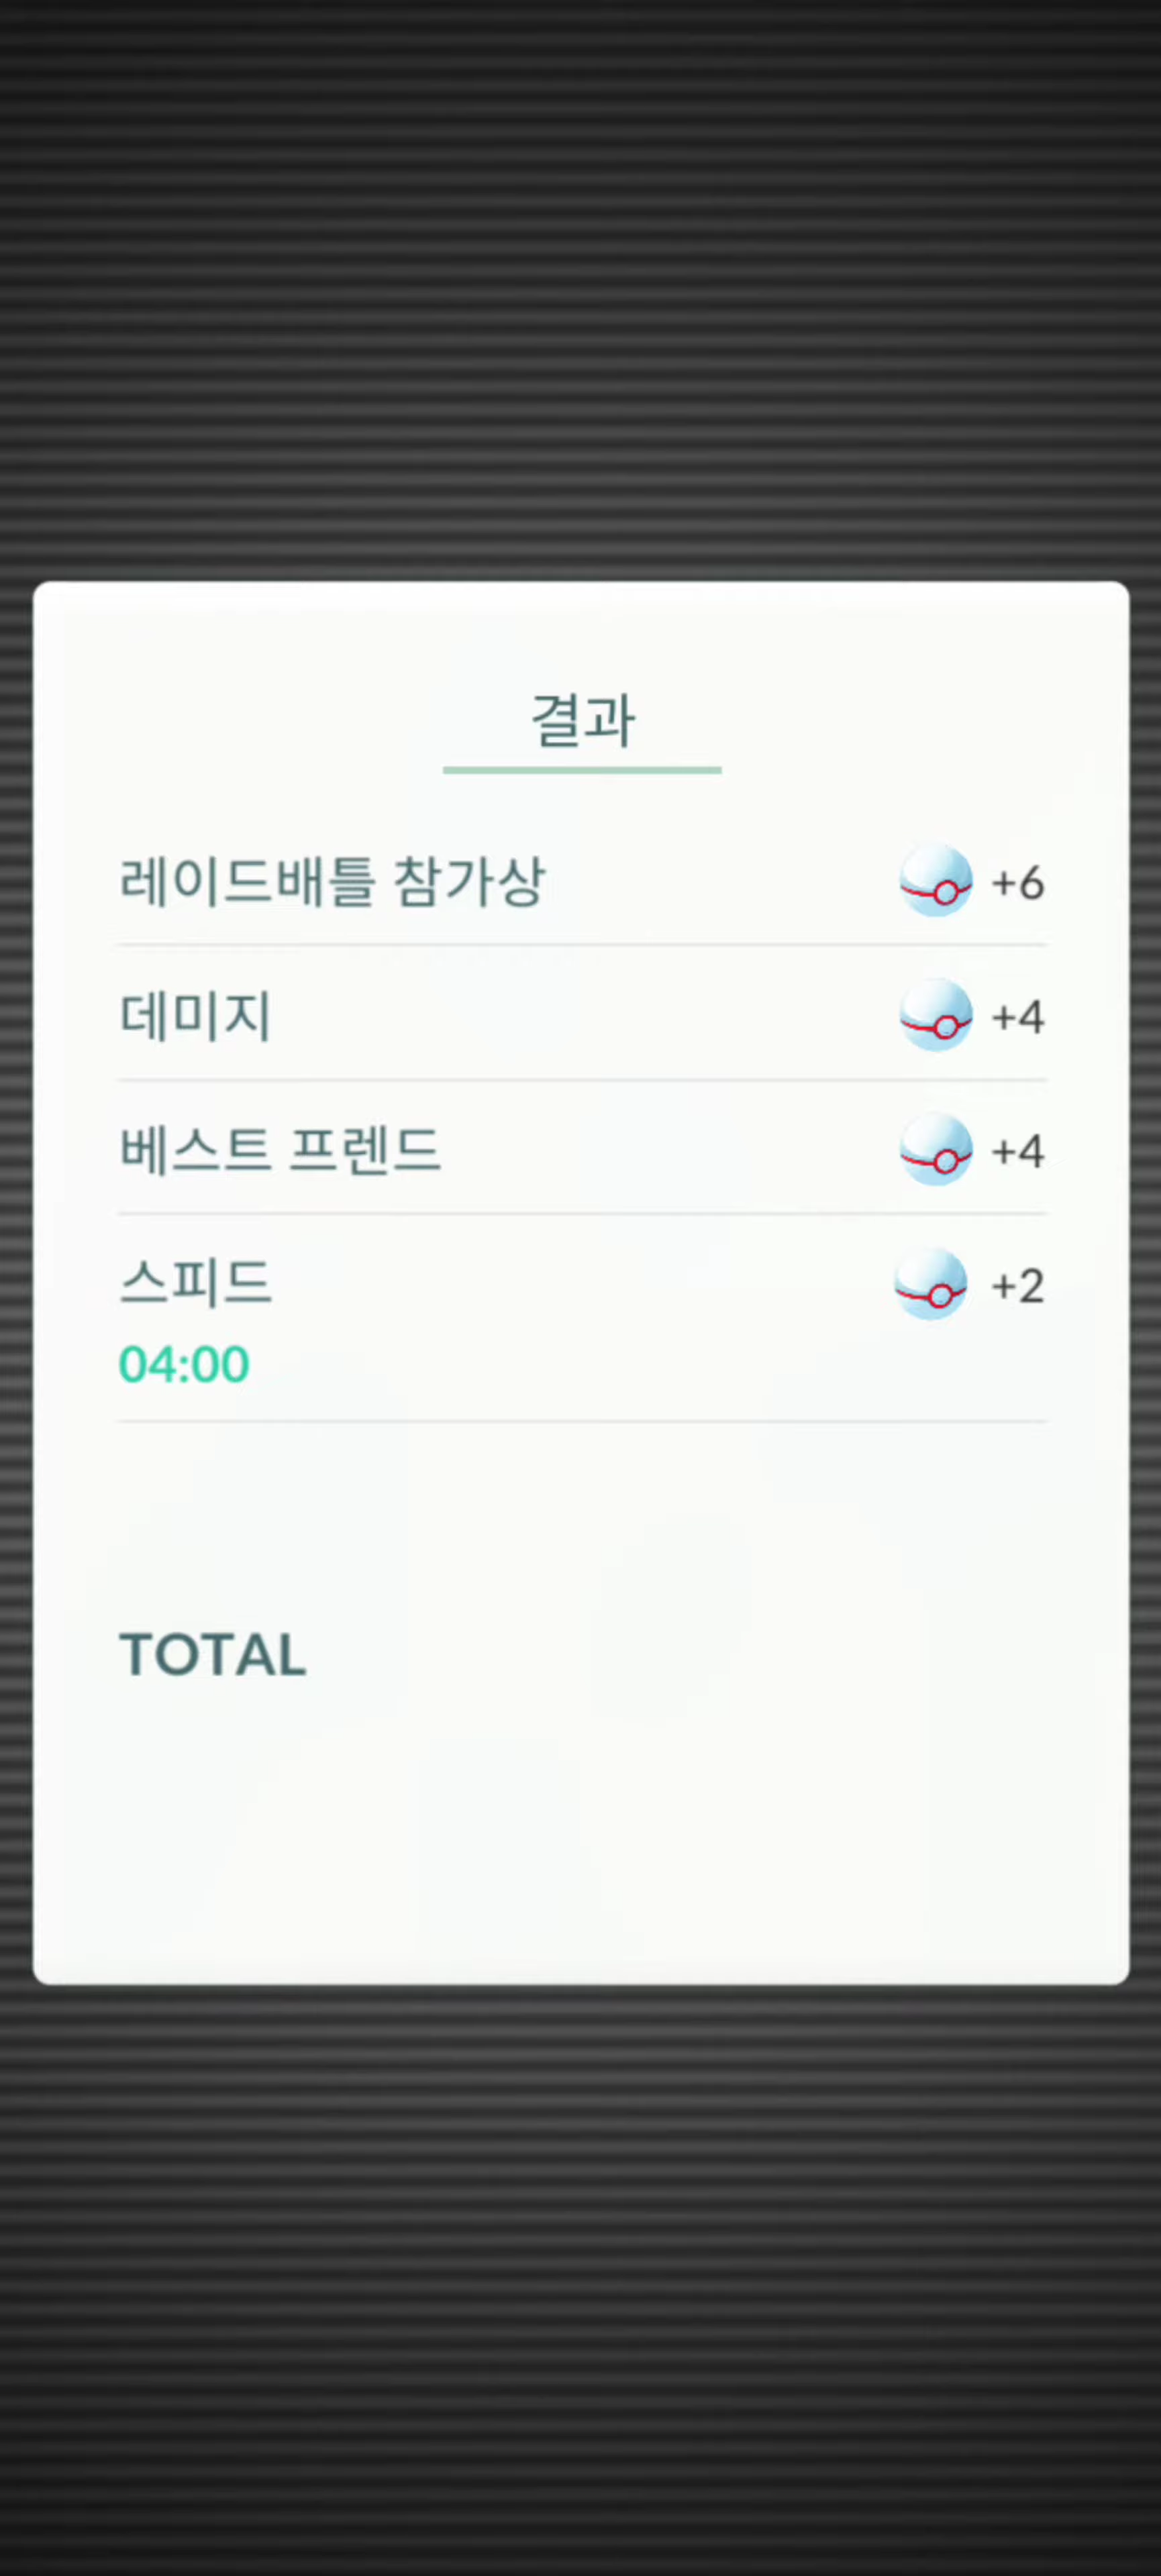 결과
레이드배틀 참가상 +6
데미지 +4
베스트 프렌드 +4
스피드 +2
04:00
TOTAL